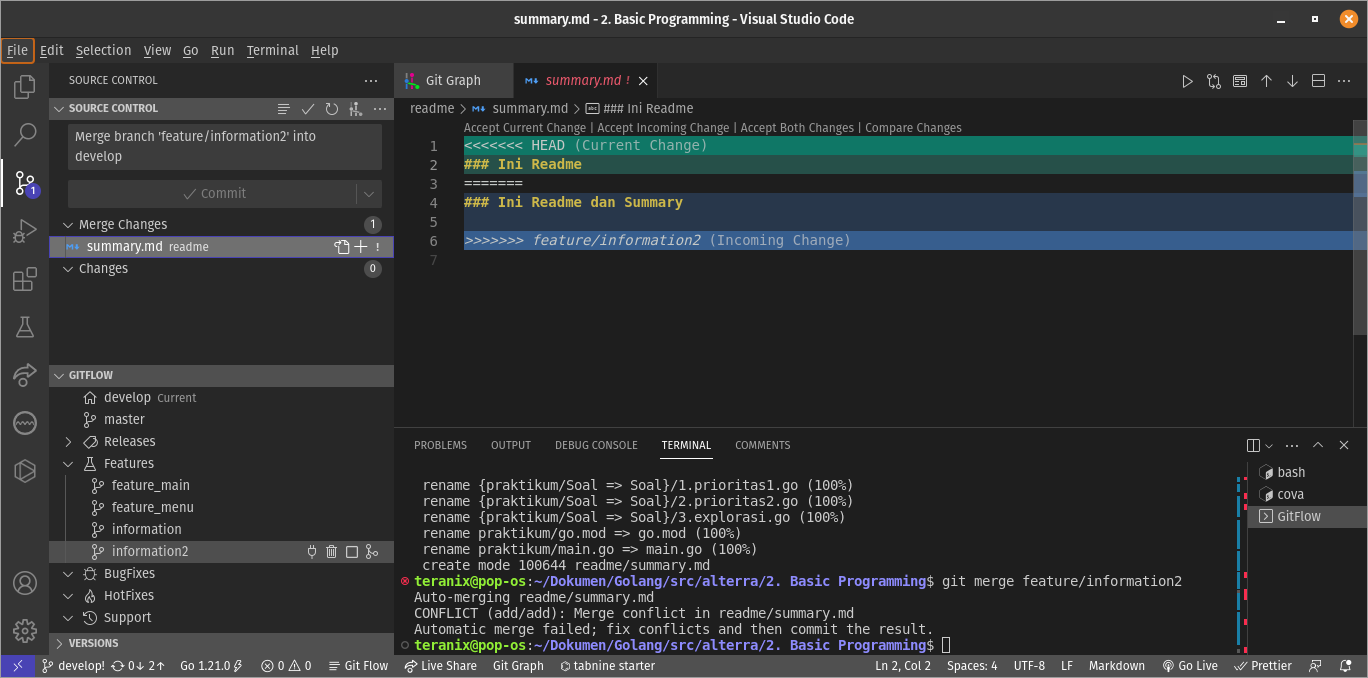 summary.md - 2. Basic Programming - Visual Studio Code
File Edit Selection View Go Run Terminal Help
SOURCE CONTROL
SOURCE CONTROL
Merge branch 'feature/information2' into
develop
Commit
Merge Changes 1
summary.md readme !
Changes 0
GITFLOW
develop Current
master
Releases
Features
feature_main
feature_menu
information
information2
BugFixes
HotFixes
Support
VERSIONS
Git Graph summary.md !
readme > summary.md > ### Ini Readme
Accept Current Change | Accept Incoming Change | Accept Both Changes | Compare Changes
1 <<<<<<< HEAD (Current Change)
2 ### Ini Readme
3 =======
4 ### Ini Readme dan Summary
5
6 >>>>>>> feature/information2 (Incoming Change)
7
PROBLEMS OUTPUT DEBUG CONSOLE TERMINAL COMMENTS
rename {praktikum/Soal => Soal}/1.prioritas1.go (100%)
rename {praktikum/Soal => Soal}/2.prioritas2.go (100%)
rename {praktikum/Soal => Soal}/3.explorasi.go (100%)
rename praktikum/go.mod => go.mod (100%)
rename praktikum/main.go => main.go (100%)
create mode 100644 readme/summary.md
teranix@pop-os:~/Dokumen/Golang/src/alterra/2. Basic Programming$ git merge feature/information2
Auto-merging readme/summary.md
CONFLICT (add/add): Merge conflict in readme/summary.md
Automatic merge failed; fix conflicts and then commit the result.
teranix@pop-os:~/Dokumen/Golang/src/alterra/2. Basic Programming$
bash
cova
GitFlow
develop! 0↓ 2↑ Go 1.21.0 0 0 Git Flow Live Share Git Graph tabnine starter Ln 2, Col 2 Spaces: 4 UTF-8 LF Markdown Go Live Prettier